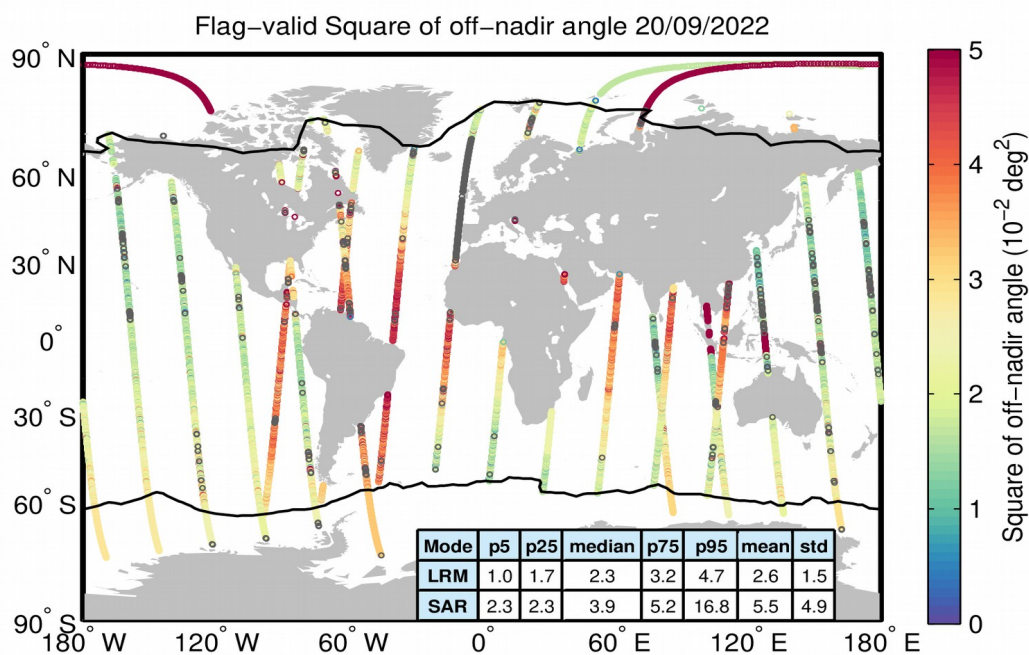 Flag−valid Square of off−nadir angle 20/09/2022
90° N
60° N
30° N
0°
30° S
60° S
90° S
180° W
120° W
60° W
0°
60° E
120° E
180° E
Mode p5 p25 median p75 p95 mean std
LRM 1.0 1.7 2.3 3.2 4.7 2.6 1.5
SAR 2.3 2.3 3.9 5.2 16.8 5.5 4.9
5
4
3
2
1
0
Square of off−nadir angle (10⁻² deg²)